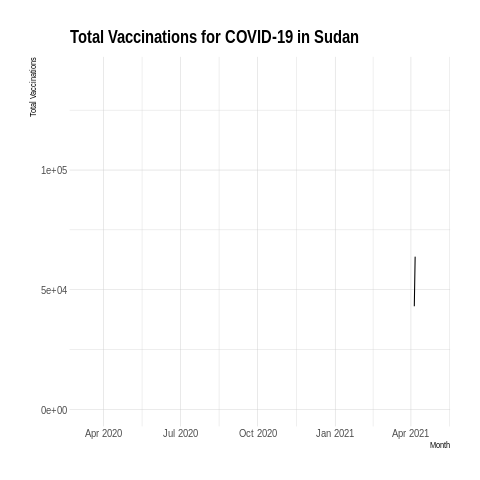 Total Vaccinations for COVID-19 in Sudan
Total Vaccinations
1e+05
5e+04
0e+00
Apr 2020 Jul 2020 Oct 2020 Jan 2021 Apr 2021
Month